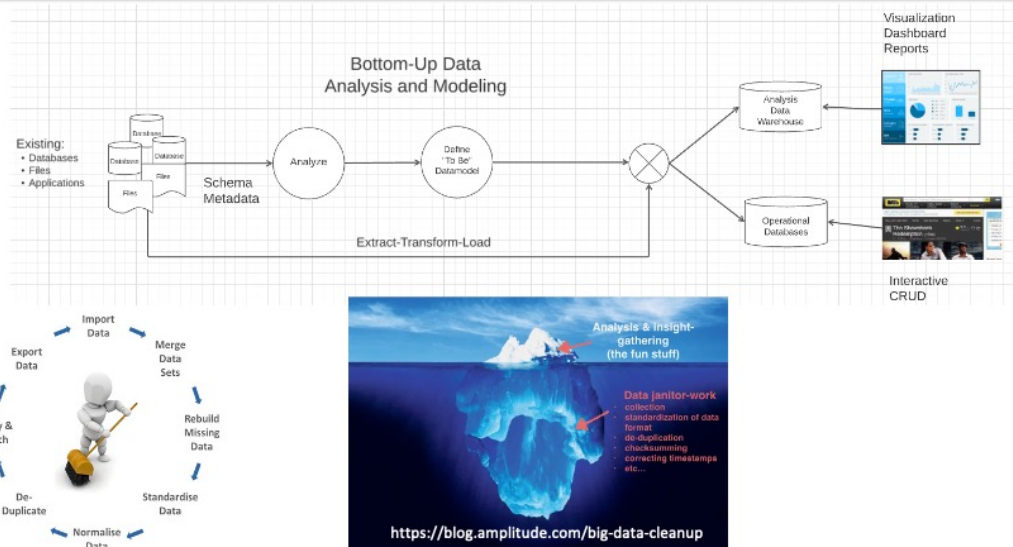 Bottom-Up Data
Analysis and Modeling
Visualization
Dashboard
Reports
Existing:
• Databases
• Files
• Applications
Database
Database
Database
Files
Files
Schema
Metadata
Analyze
Define
"To Be"
Datamodel
Extract-Transform-Load
Analysis
Data
Warehouse
Operational
Databases
Interactive
CRUD
Import
Data
Merge
Data
Sets
Rebuild
Missing
Data
Standardise
Data
Normalise
Data
De-
Duplicate
Export
Data
Analysis & insight-
gathering
(the fun stuff)
Data janitor-work
- collection
- standardization of data
format
- de-duplication
- checksumming
- correcting timestamps
- etc...
https://blog.amplitude.com/big-data-cleanup